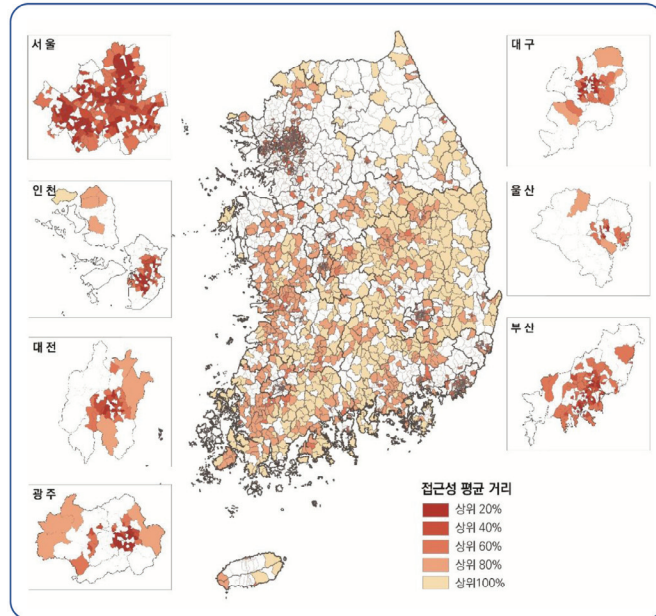 서울
인천
대전
광주
대구
울산
부산
접근성 평균 거리
상위 20%
상위 40%
상위 60%
상위 80%
상위100%